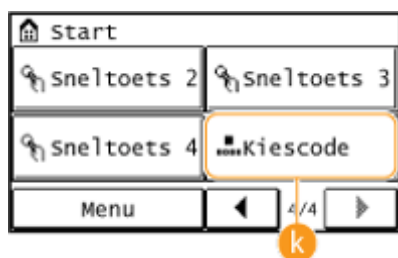 Start
Sneltoets 2 Sneltoets 3
Sneltoets 4 Kiescode
Menu 4/4
k